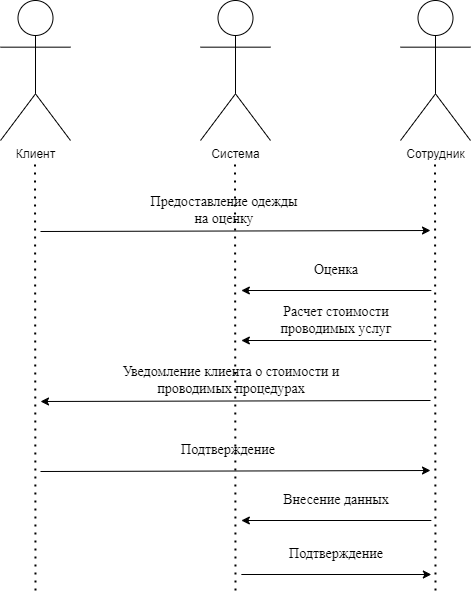 Клиент
Система
Сотрудник
Предоставление одежды
на оценку
Оценка
Расчет стоимости
проводимых услуг
Уведомление клиента о стоимости и
проводимых процедурах
Подтверждение
Внесение данных
Подтверждение